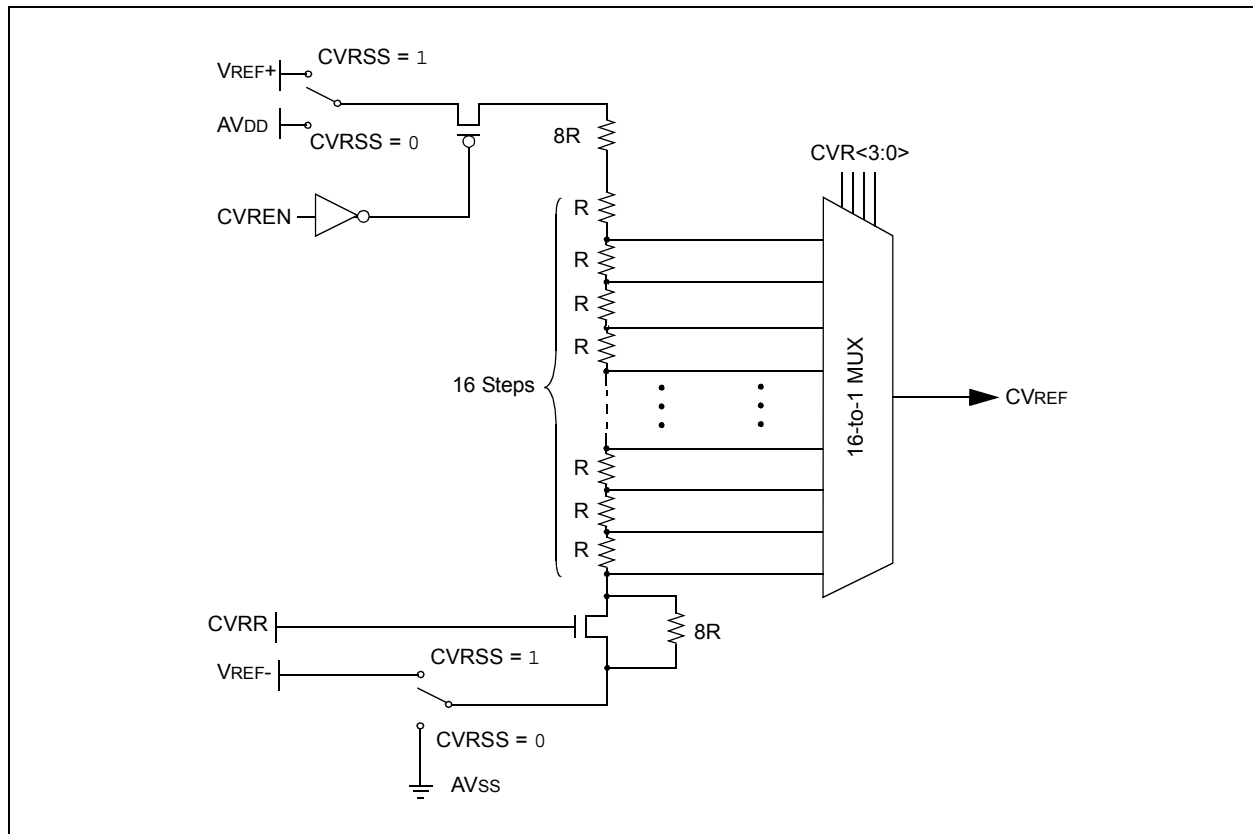 CVRSS = 1
VREF+
AVDD
CVRSS = 0
8R
CVR<3:0>
CVREN
R
R
R
R
16 Steps
16-to-1 MUX
CVREF
R
R
R
CVRR
8R
CVRSS = 1
VREF-
CVRSS = 0
AVSS